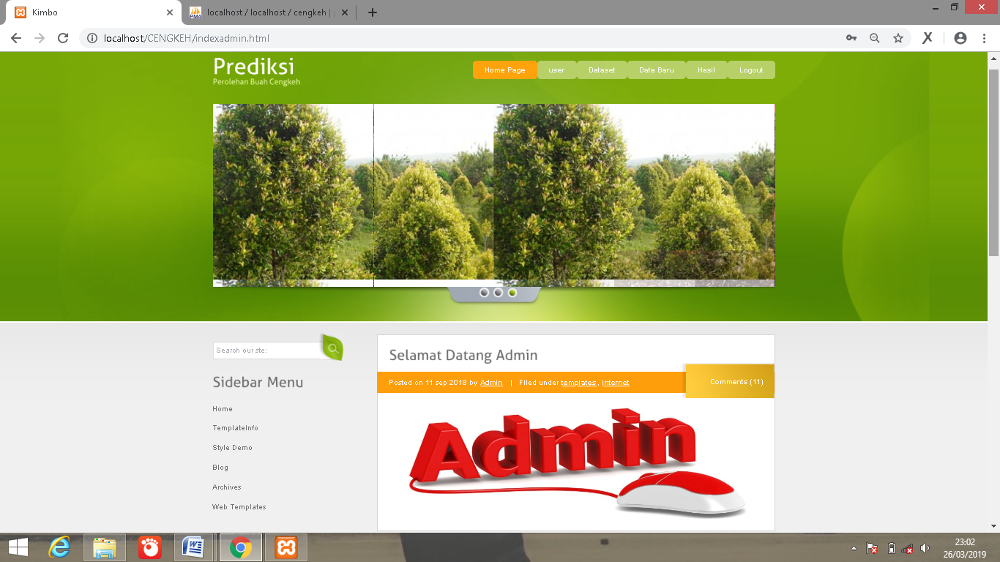 Kimbo
localhost / localhost / cengkeh |
localhost/CENGKEH/indexadmin.html
Prediksi
Perolehan Buah Cengkeh
Home Page user Dataset Data Baru Hasil Logout
Search our ste:
Sidebar Menu
Home
TemplateInfo
Style Demo
Blog
Archives
Web Templates
Selamat Datang Admin
Posted on 11 sep 2018 by Admin | Filed under templates, internet
Comments (11)
Admin
23:02
26/03/2019